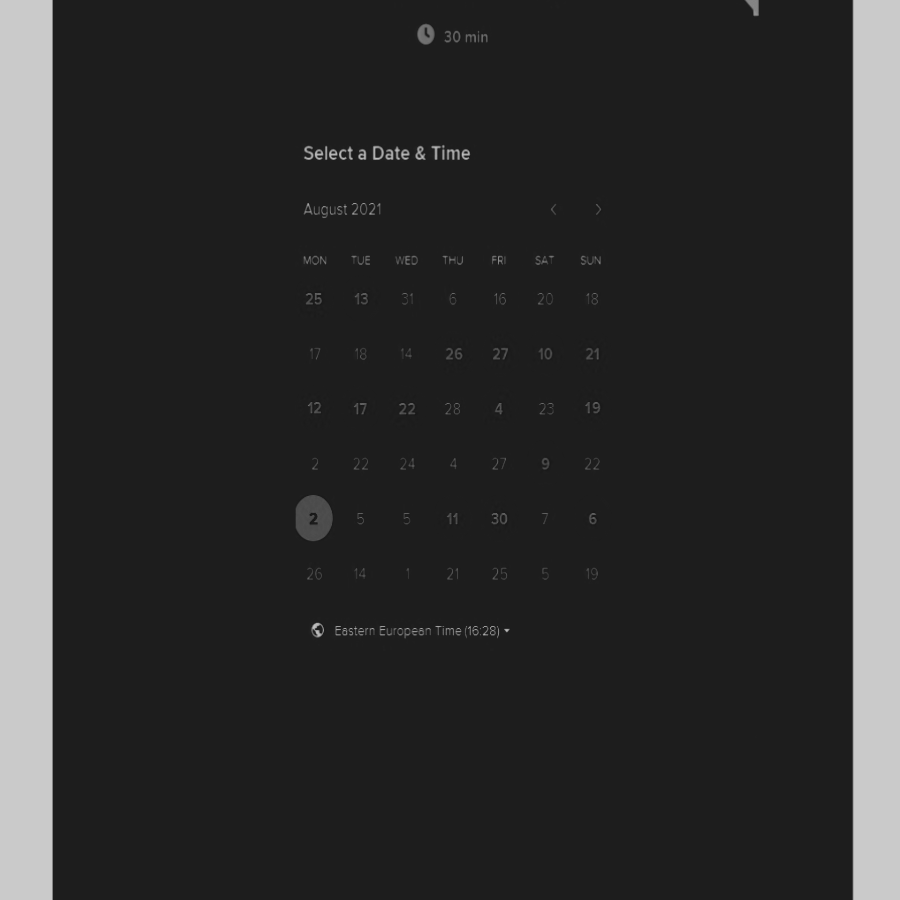 30 min
Select a Date & Time
August 2021
MON TUE WED THU FRI SAT SUN
25 13 31 6 16 20 18
17 18 14 26 27 10 21
12 17 22 28 4 23 19
2 22 24 4 27 9 22
2 5 5 11 30 7 6
26 14 1 21 25 5 19
Eastern European Time (16:28)